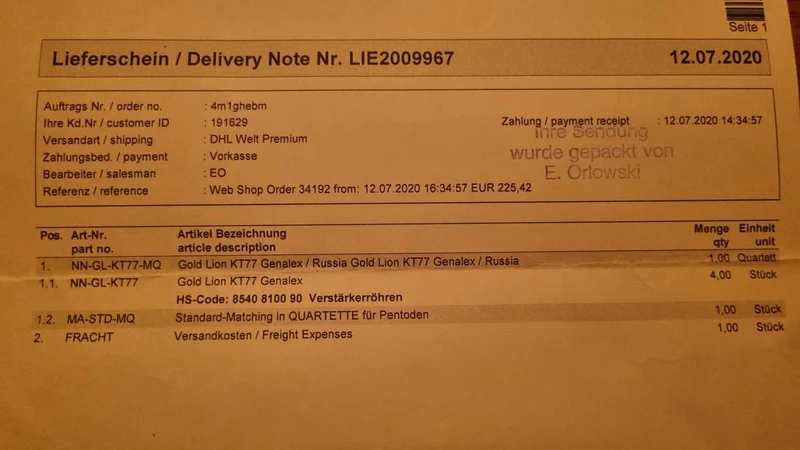 Seite 1
Lieferschein / Delivery Note Nr. LIE2009967 12.07.2020
Auftrags Nr. / order no. : 4m1ghebm
Ihre Kd.Nr / customer ID : 191629 Zahlung / payment receipt : 12.07.2020 14:34:57
Versandart / shipping : DHL Welt Premium
Zahlungsbed. / payment : Vorkasse
Bearbeiter / salesman : EO
Referenz / reference : Web Shop Order 34192 from: 12.07.2020 16:34:57 EUR 225,42
Ihre Sendung
wurde gepackt von
E. Orlowski
Pos. Art-Nr. Artikel Bezeichnung Menge Einheit
part no. article description qty unit
1. NN-GL-KT77-MQ Gold Lion KT77 Genalex / Russia Gold Lion KT77 Genalex / Russia 1,00 Quartett
1.1. NN-GL-KT77 Gold Lion KT77 Genalex 4,00 Stück
HS-Code: 8540 8100 90 Verstärkerröhren
1.2. MA-STD-MQ Standard-Matching in QUARTETTE für Pentoden 1,00 Stück
2. FRACHT Versandkosten / Freight Expenses 1,00 Stück